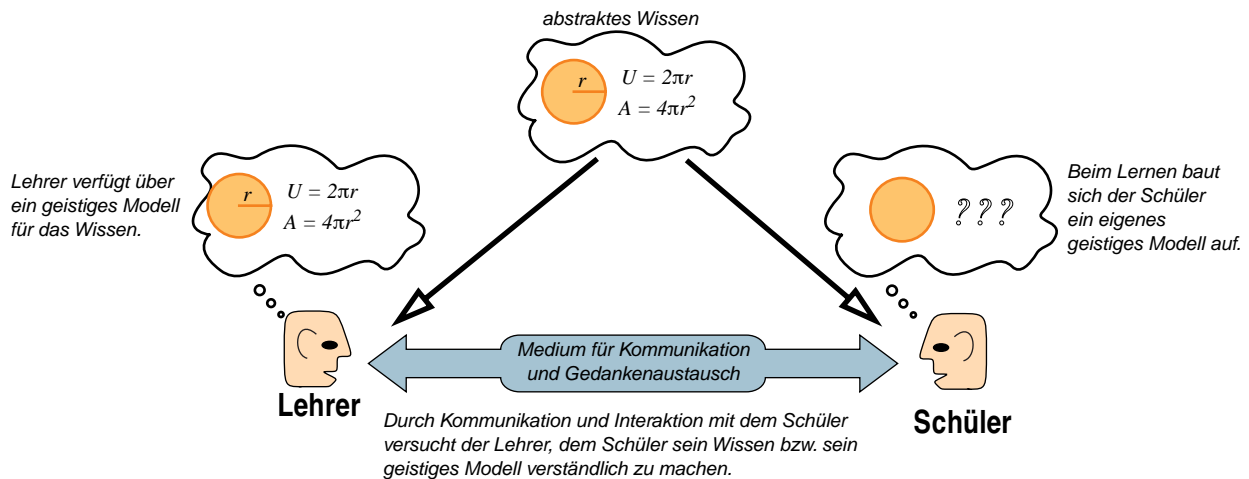 abstraktes Wissen
r
U = 2πr
A = 4πr²
Lehrer verfügt über
ein geistiges Modell
für das Wissen.
r
U = 2πr
A = 4πr²
? ? ?
Beim Lernen baut
sich der Schüler
ein eigenes
geistiges Modell auf.
Medium für Kommunikation
und Gedankenaustausch
Lehrer
Schüler
Durch Kommunikation und Interaktion mit dem Schüler
versucht der Lehrer, dem Schüler sein Wissen bzw. sein
geistiges Modell verständlich zu machen.